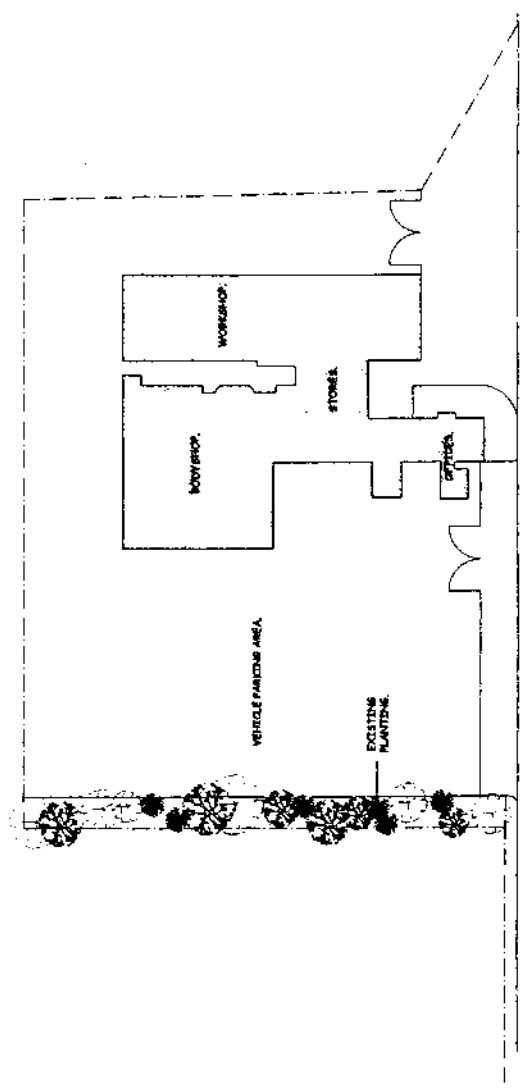 WORKSHOP.
STORES.
BODYSHOP.
OFFICES.
VEHICLE PARKING AREA.
EXISTING
PLANTING.